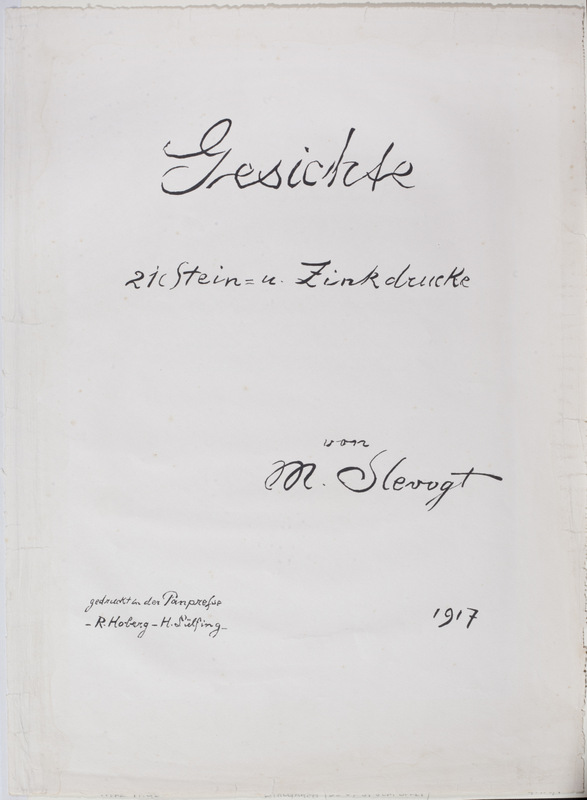 Gesichte
21 Stein= u. Zinkdrucke
von
M. Slevogt
gedruckt in der Panpresse
- R. Hoberg - H. Sülfing -
1917